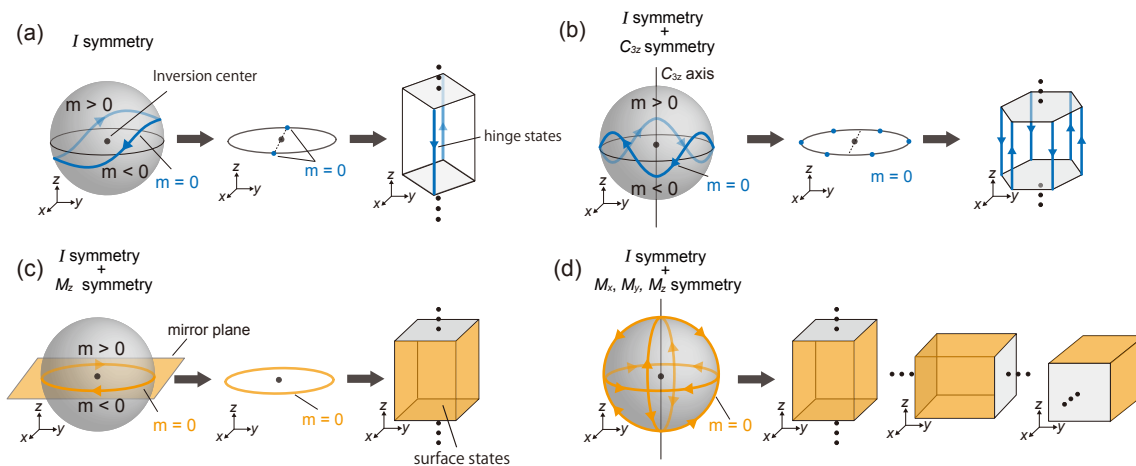 (a)
I symmetry
Inversion center
m > 0
m < 0
m = 0
z
x
y
m = 0
z
x
y
hinge states
z
x
y
(b)
I symmetry
+
C3z symmetry
C3z axis
m > 0
m < 0
m = 0
z
x
y
m = 0
z
x
y
z
x
y
(c)
I symmetry
+
Mz symmetry
mirror plane
m > 0
m < 0
m = 0
z
x
y
m = 0
z
x
y
surface states
z
x
y
(d)
I symmetry
+
Mx, My, Mz symmetry
m = 0
z
x
y
z
x
y
z
x
y
z
x
y